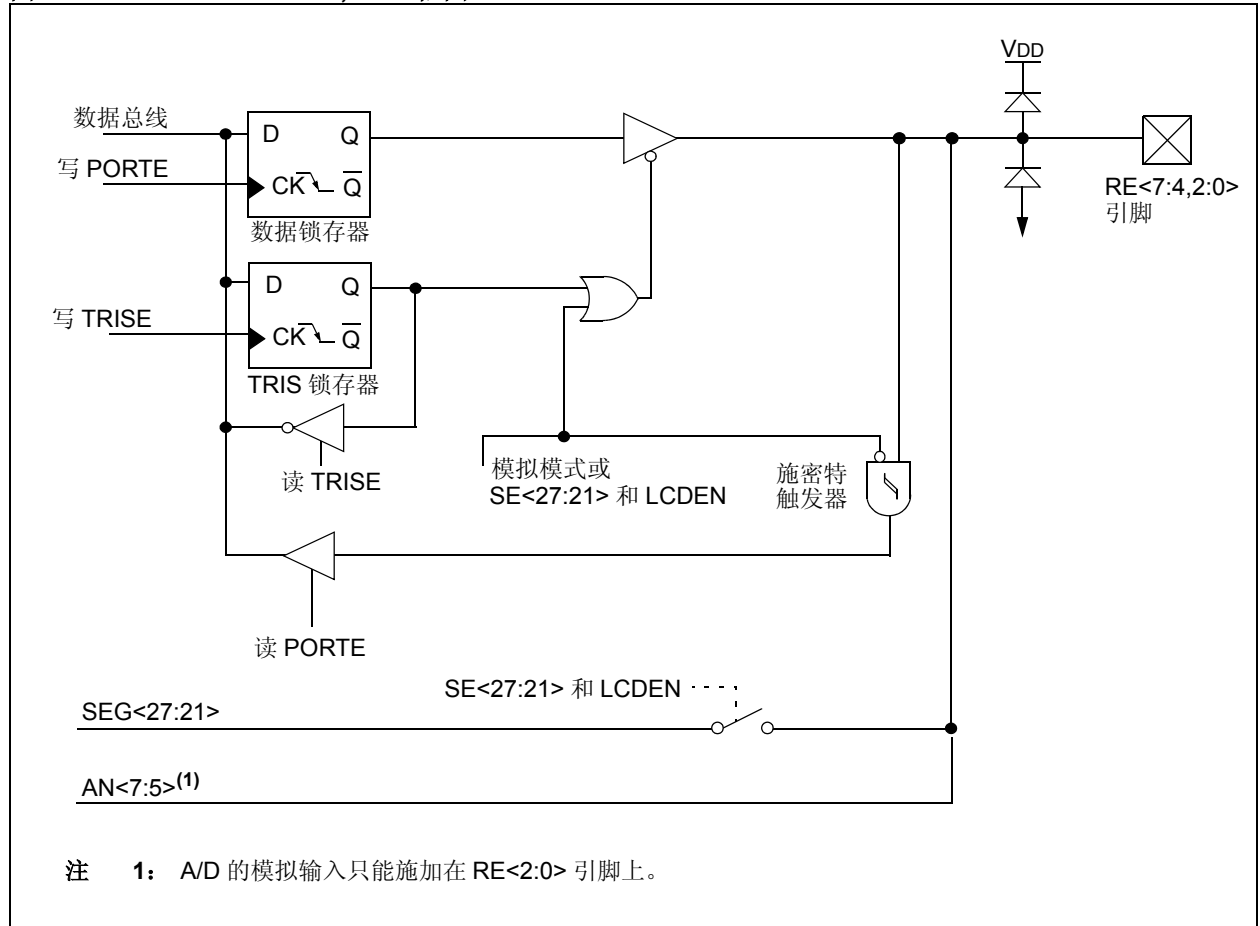 VDD
数据总线
D Q
写 PORTE
CK Q
数据锁存器
RE<7:4,2:0>
引脚
D Q
写 TRISE
CK Q
TRIS 锁存器
读 TRISE
模拟模式或
SE<27:21> 和 LCDEN
施密特
触发器
读 PORTE
SE<27:21> 和 LCDEN
SEG<27:21>
AN<7:5>(1)
注 1： A/D 的模拟输入只能施加在 RE<2:0> 引脚上。